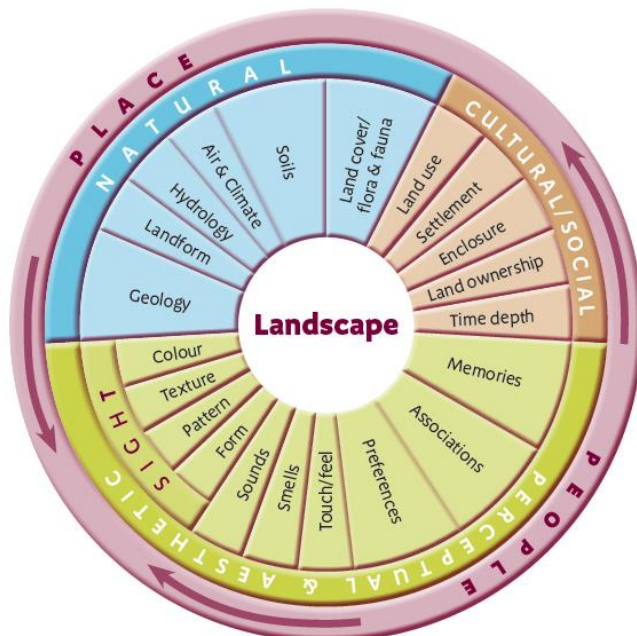 PLACE
NATURAL
CULTURAL/SOCIAL
Geology
Landform
Hydrology
Air & Climate
Soils
Land cover/
flora & fauna
Land use
Settlement
Enclosure
Land ownership
Time depth
Landscape
Memories
Associations
Preferences
Touch/feel
Smells
Sounds
Form
Pattern
Texture
Colour
SIGHT
PERCEPTUAL & AESTHETIC
PEOPLE